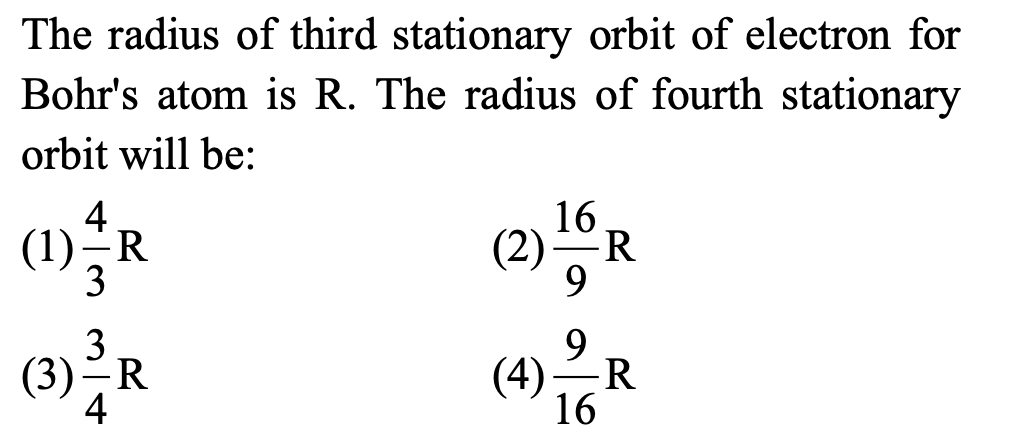 The radius of third stationary orbit of electron for
Bohr's atom is R. The radius of fourth stationary
orbit will be:
(1) 4/3 R (2) 16/9 R
(3) 3/4 R (4) 9/16 R